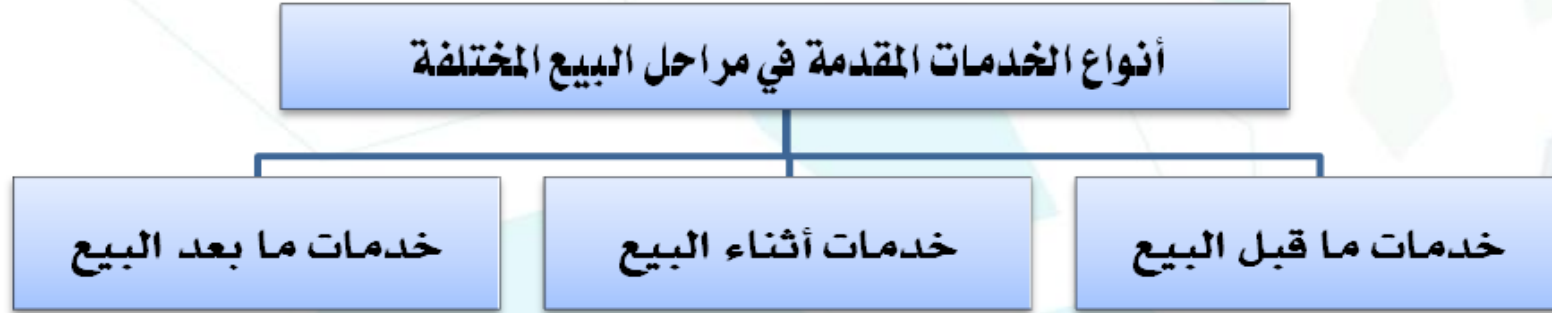 أنواع الخدمات المقدمة في مراحل البيع المختلفة
خدمات ما قبل البيع
خدمات أثناء البيع
خدمات ما بعد البيع